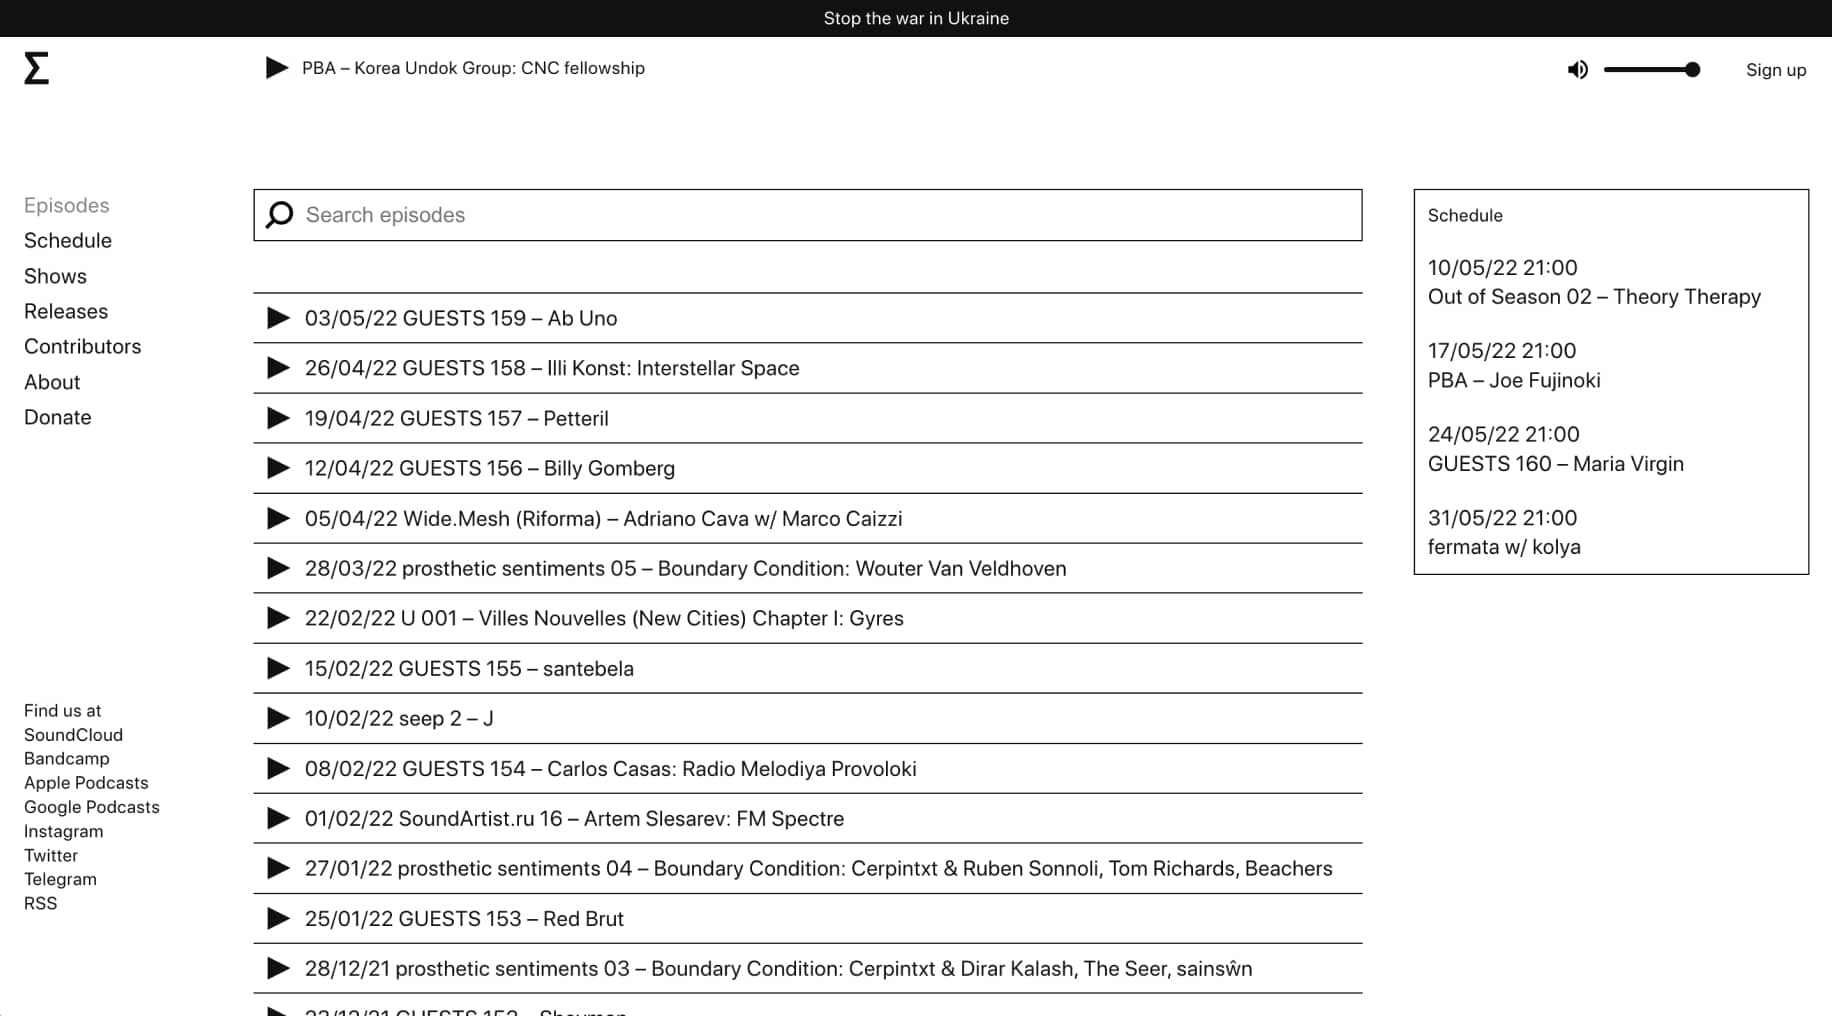 Stop the war in Ukraine
Σ
PBA – Korea Undok Group: CNC fellowship
Sign up
Episodes
Schedule
Shows
Releases
Contributors
About
Donate
Find us at
SoundCloud
Bandcamp
Apple Podcasts
Google Podcasts
Instagram
Twitter
Telegram
RSS
Search episodes
03/05/22 GUESTS 159 – Ab Uno
26/04/22 GUESTS 158 – Illi Konst: Interstellar Space
19/04/22 GUESTS 157 – Petteril
12/04/22 GUESTS 156 – Billy Gomberg
05/04/22 Wide.Mesh (Riforma) – Adriano Cava w/ Marco Caizzi
28/03/22 prosthetic sentiments 05 – Boundary Condition: Wouter Van Veldhoven
22/02/22 U 001 – Villes Nouvelles (New Cities) Chapter I: Gyres
15/02/22 GUESTS 155 – santebela
10/02/22 seep 2 – J
08/02/22 GUESTS 154 – Carlos Casas: Radio Melodiya Provoloki
01/02/22 SoundArtist.ru 16 – Artem Slesarev: FM Spectre
27/01/22 prosthetic sentiments 04 – Boundary Condition: Cerpintxt & Ruben Sonnoli, Tom Richards, Beachers
25/01/22 GUESTS 153 – Red Brut
28/12/21 prosthetic sentiments 03 – Boundary Condition: Cerpintxt & Dirar Kalash, The Seer, sainsŵn
GUESTS 152 –
Schedule
10/05/22 21:00
Out of Season 02 – Theory Therapy
17/05/22 21:00
PBA – Joe Fujinoki
24/05/22 21:00
GUESTS 160 – Maria Virgin
31/05/22 21:00
fermata w/ kolya